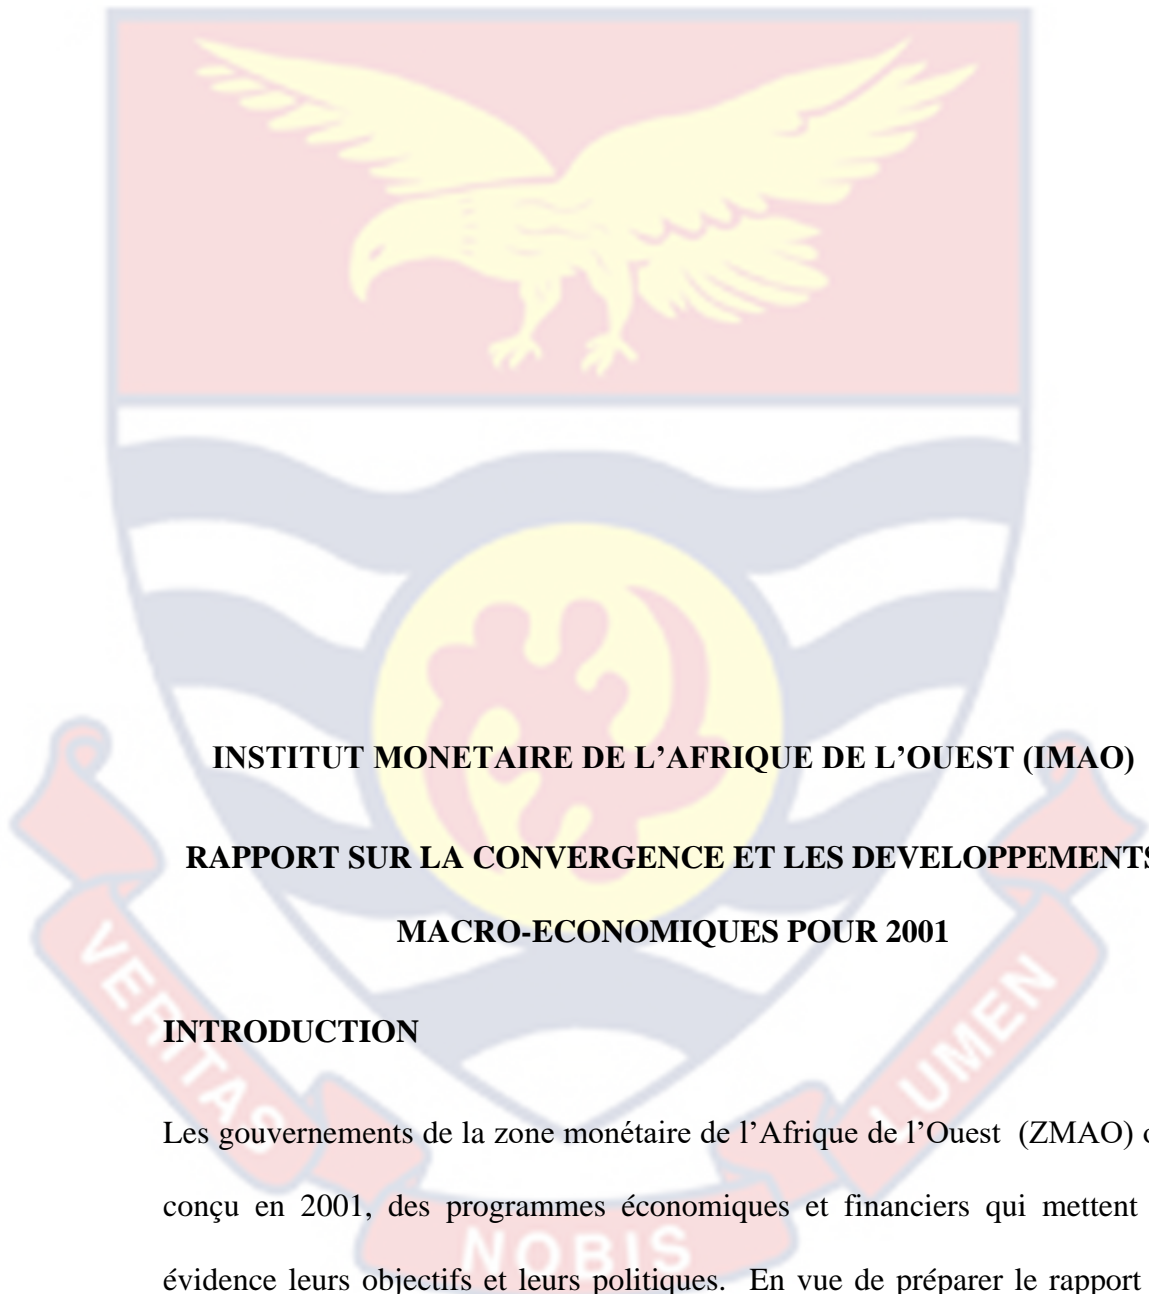 INSTITUT MONETAIRE DE L’AFRIQUE DE L’OUEST (IMAO)
RAPPORT SUR LA CONVERGENCE ET LES DEVELOPPEMENTS
MACRO-ECONOMIQUES POUR 2001
INTRODUCTION
Les gouvernements de la zone monétaire de l’Afrique de l’Ouest (ZMAO)
conçu en 2001, des programmes économiques et financiers qui mettent
évidence leurs objectifs et leurs politiques. En vue de préparer le rapport
VERITAS
NOBIS
LUMEN